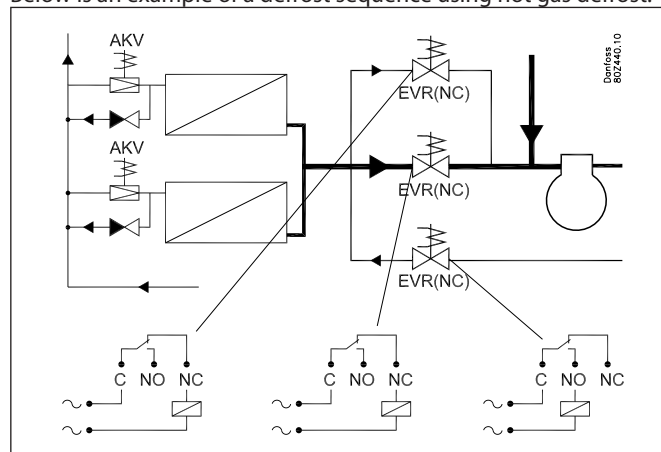 Below is an example of a defrost sequence using hot gas defrost.
AKV
EVR(NC)
Danfoss
80Z440.10
AKV
EVR(NC)
EVR(NC)
C NO NC
C NO NC
C NO NC